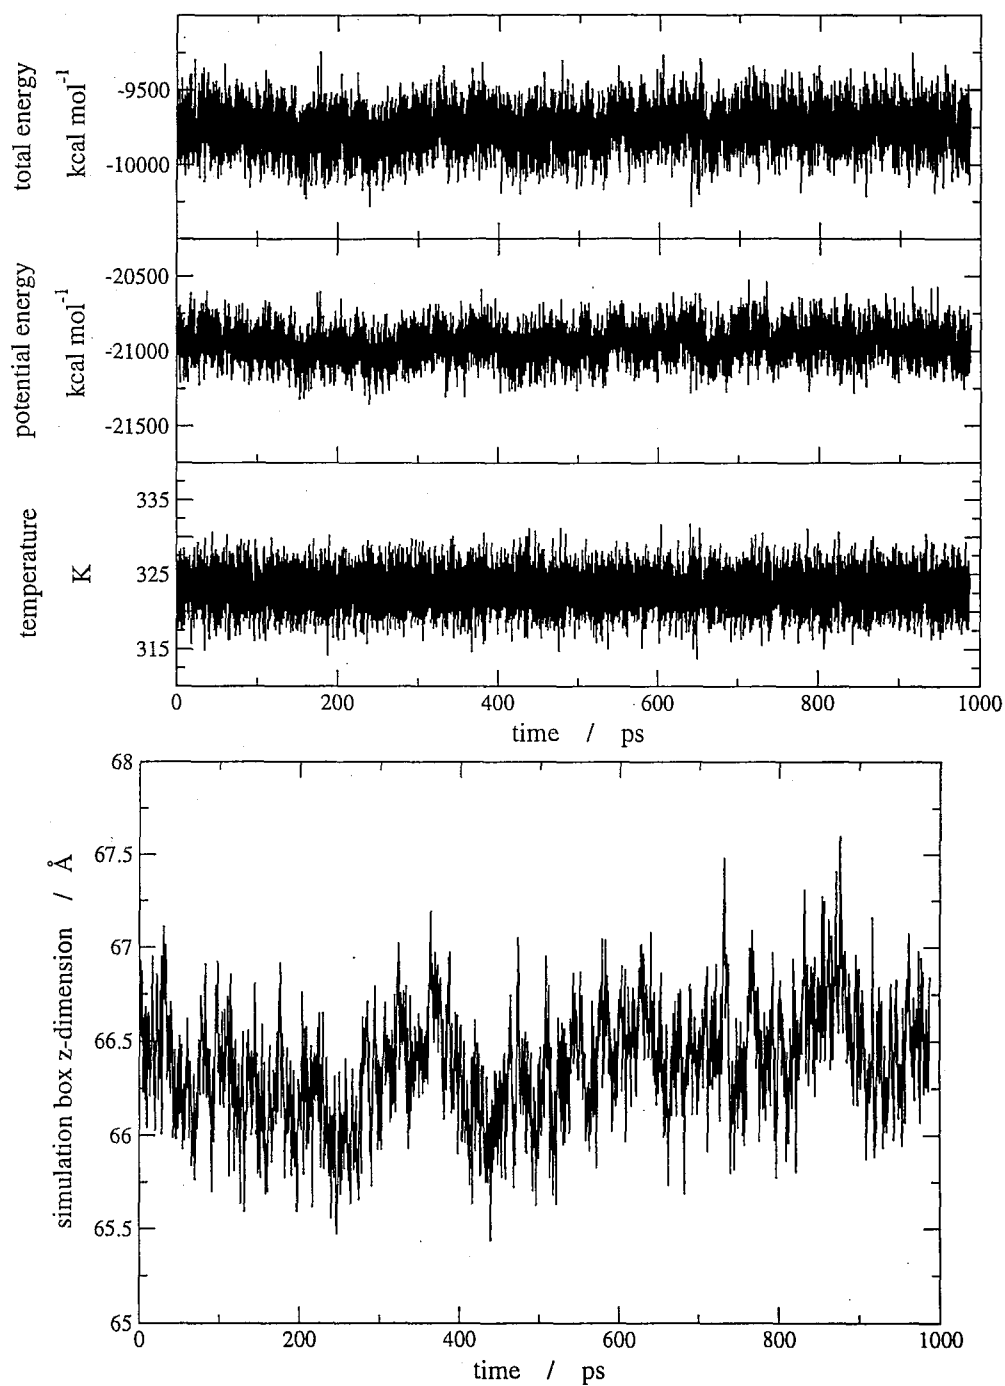 total energy
kcal mol-1
-9500
-10000
potential energy
kcal mol-1
-20500
-21000
-21500
temperature
K
335
325
315
0 200 400 600 800 1000
time / ps
simulation box z-dimension / Å
68
67.5
67
66.5
66
65.5
65
0 200 400 600 800 1000
time / ps